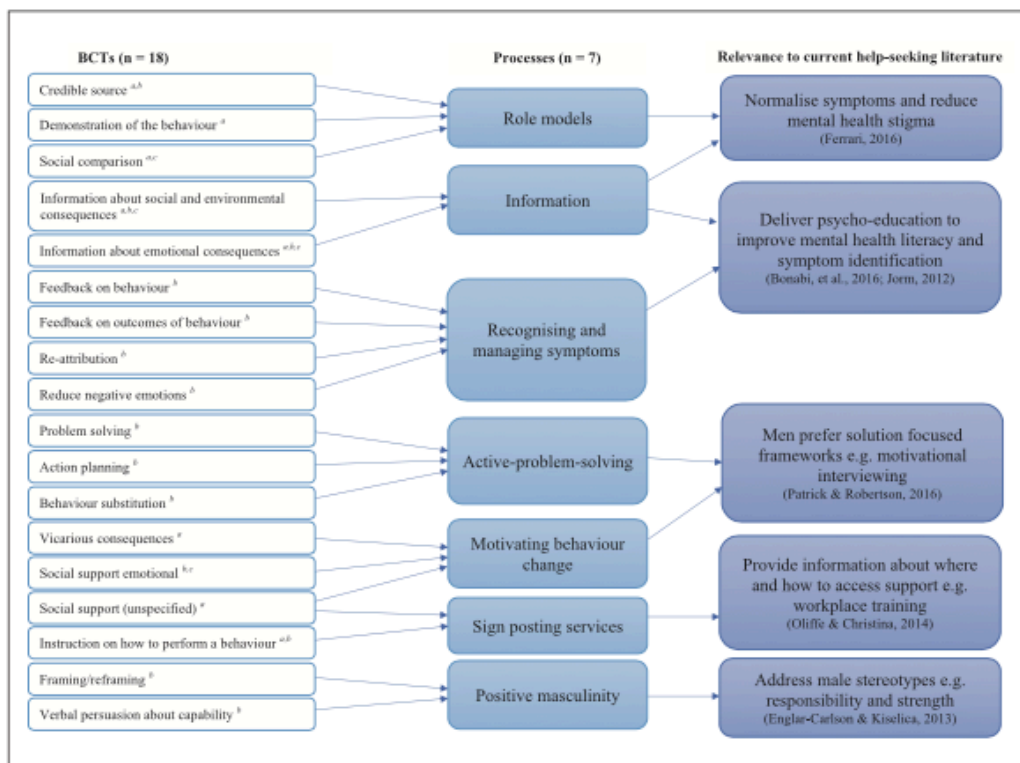 BCTs (n = 18)
Credible source a,b
Demonstration of the behaviour a
Social comparison a,c
Information about social and environmental
consequences a,b,c
Information about emotional consequences a,b,c
Feedback on behaviour b
Feedback on outcomes of behaviour b
Re-attribution b
Reduce negative emotions b
Problem solving b
Action planning b
Behaviour substitution b
Vicarious consequences
Social support emotional b,c
Social support (unspecified)
Instruction on how to perform a behaviour a,b
Framing/reframing b
Verbal persuasion about capability b
Processes (n = 7)
Role models
Information
Recognising and
managing symptoms
Active-problem-solving
Motivating behaviour
change
Sign posting services
Positive masculinity
Relevance to current help-seeking literature
Normalise symptoms and reduce
mental health stigma
(Ferrari, 2016)
Deliver psycho-education to
improve mental health literacy and
symptom identification
(Bonabi, et al., 2016; Jorm, 2012)
Men prefer solution focused
frameworks e.g. motivational
interviewing
(Patrick & Robertson, 2016)
Provide information about where
and how to access support e.g.
workplace training
(Oliffe & Christina, 2014)
Address male stereotypes e.g.
responsibility and strength
(Englar-Carlson & Kiselica, 2013)